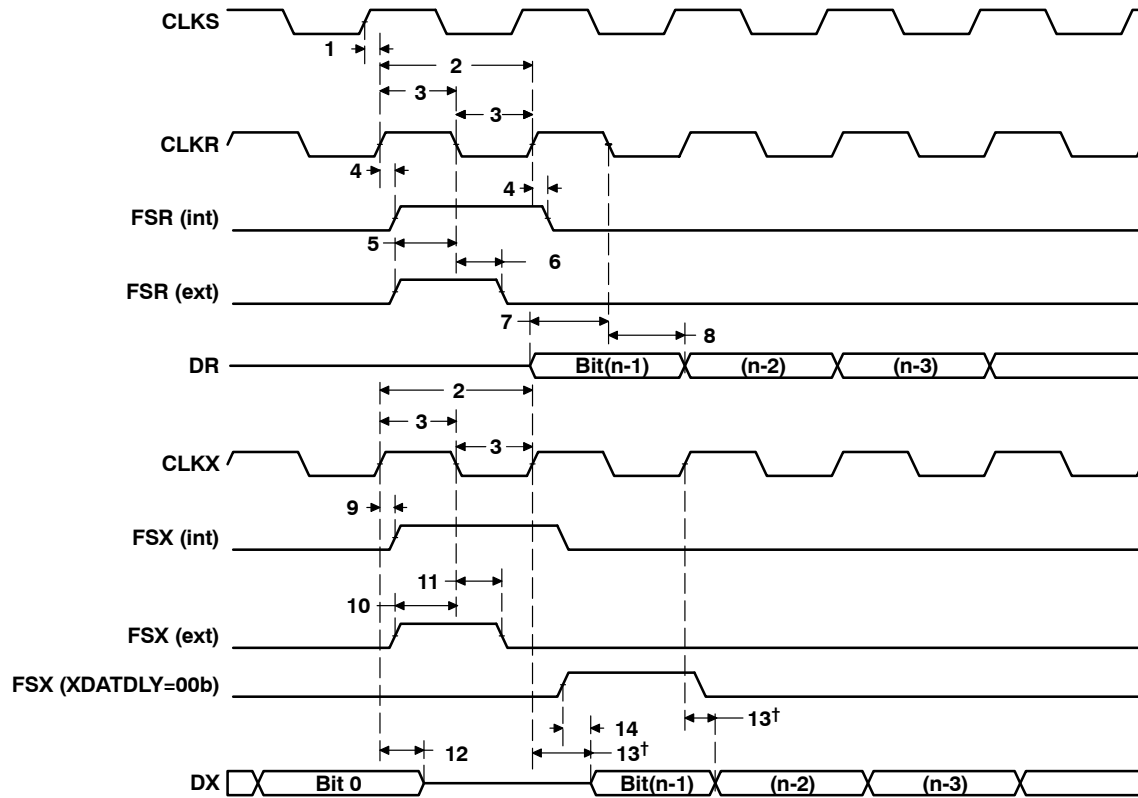 CLKS
1
2
3
3
CLKR
4
4
FSR (int)
5
6
FSR (ext)
7
8
DR Bit(n-1) (n-2) (n-3)
2
3
3
CLKX
9
FSX (int)
11
10
FSX (ext)
FSX (XDATDLY=00b)
14 13†
12 13†
DX Bit 0 Bit(n-1) (n-2) (n-3)